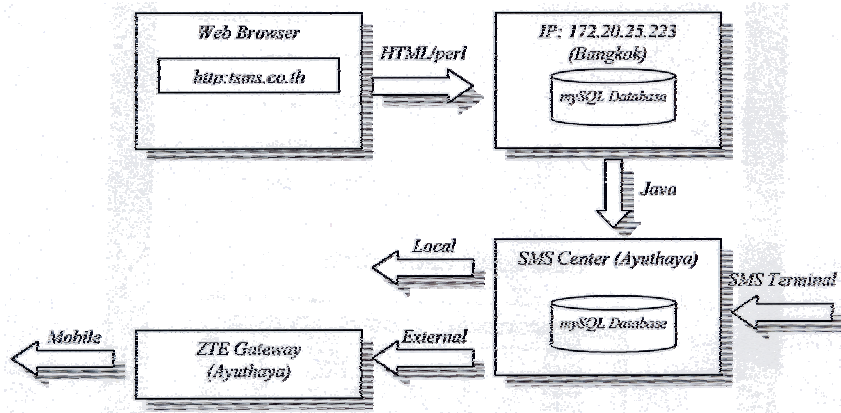 Web Browser
http:tsms.co.th
HTML/perl
IP: 172.20.25.223
(Bangkok)
mySQL Database
Java
Local
SMS Center (Ayuthaya)
mySQL Database
SMS Terminal
External
ZTE Gateway
(Ayuthaya)
Mobile